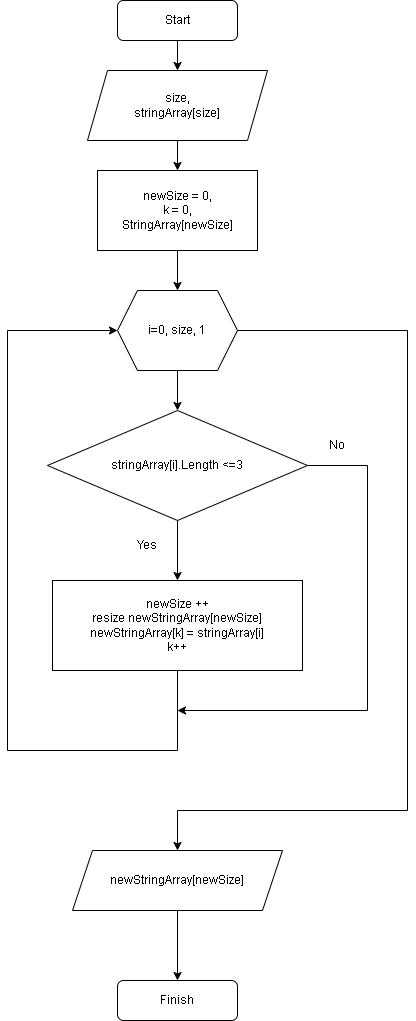 Start
size,
stringArray[size]
newSize = 0,
k = 0,
StringArray[newSize]
i=0, size, 1
stringArray[i].Length <=3
No
Yes
newSize ++
resize newStringArray[newSize]
newStringArray[k] = stringArray[i]
k++
newStringArray[newSize]
Finish